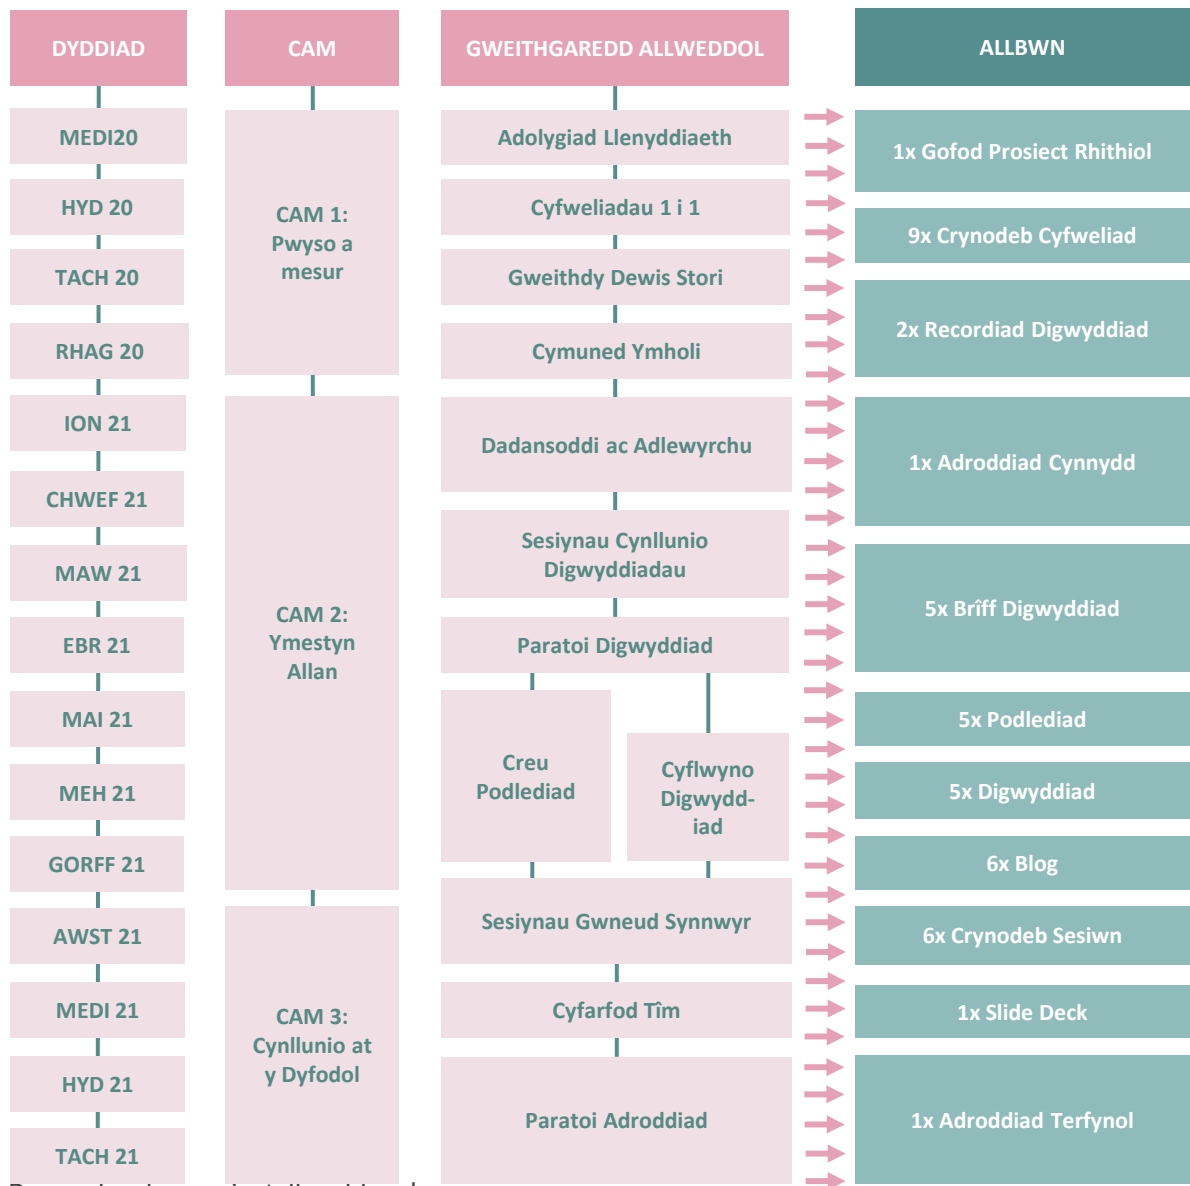 DYDDIAD
MEDI20
HYD 20
TACH 20
RHAG 20
ION 21
CHWEF 21
MAW 21
EBR 21
MAI 21
MEH 21
GORFF 21
AWST 21
MEDI 21
HYD 21
TACH 21
CAM
CAM 1:
Pwyso a
mesur
CAM 2:
Ymestyn
Allan
CAM 3:
Cynllunio at
y Dyfodol
GWEITHGAREDD ALLWEDDOL
Adolygiad Llenyddiaeth
Cyfweliadau 1 i 1
Gweithdy Dewis Stori
Cymuned Ymholi
Dadansoddi ac Adlewyrchu
Sesiynau Cynllunio
Digwyddiadau
Paratoi Digwyddiad
Creu
Podlediad
Cyflwyno
Digwydd-
iad
Sesiynau Gwneud Synnwyr
Cyfarfod Tîm
Paratoi Adroddiad
ALLBWN
1x Gofod Prosiect Rhithiol
9x Crynodeb Cyfweliad
2x Recordiad Digwyddiad
1x Adroddiad Cynnydd
5x Brîff Digwyddiad
5x Podlediad
5x Digwyddiad
6x Blog
6x Crynodeb Sesiwn
1x Slide Deck
1x Adroddiad Terfynol